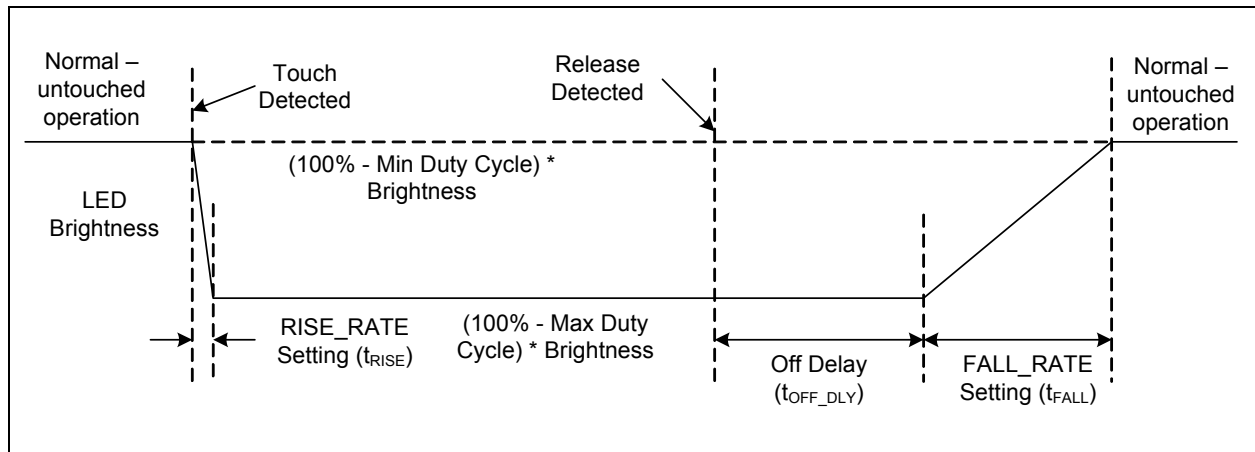 Normal –
untouched
operation
Touch
Detected
Release
Detected
Normal –
untouched
operation
(100% - Min Duty Cycle) *
Brightness
LED
Brightness
RISE_RATE
Setting (tRISE)
(100% - Max Duty
Cycle) * Brightness
Off Delay
(tOFF_DLY)
FALL_RATE
Setting (tFALL)